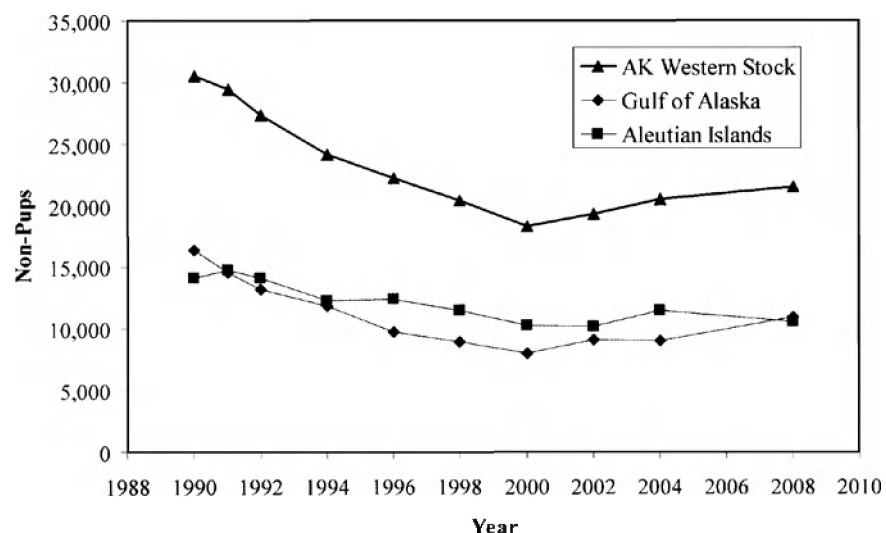 35,000
30,000
25,000
20,000
15,000
10,000
5,000
0
Non-Pups
AK Western Stock
Gulf of Alaska
Aleutian Islands
1988 1990 1992 1994 1996 1998 2000 2002 2004 2006 2008 2010
Year